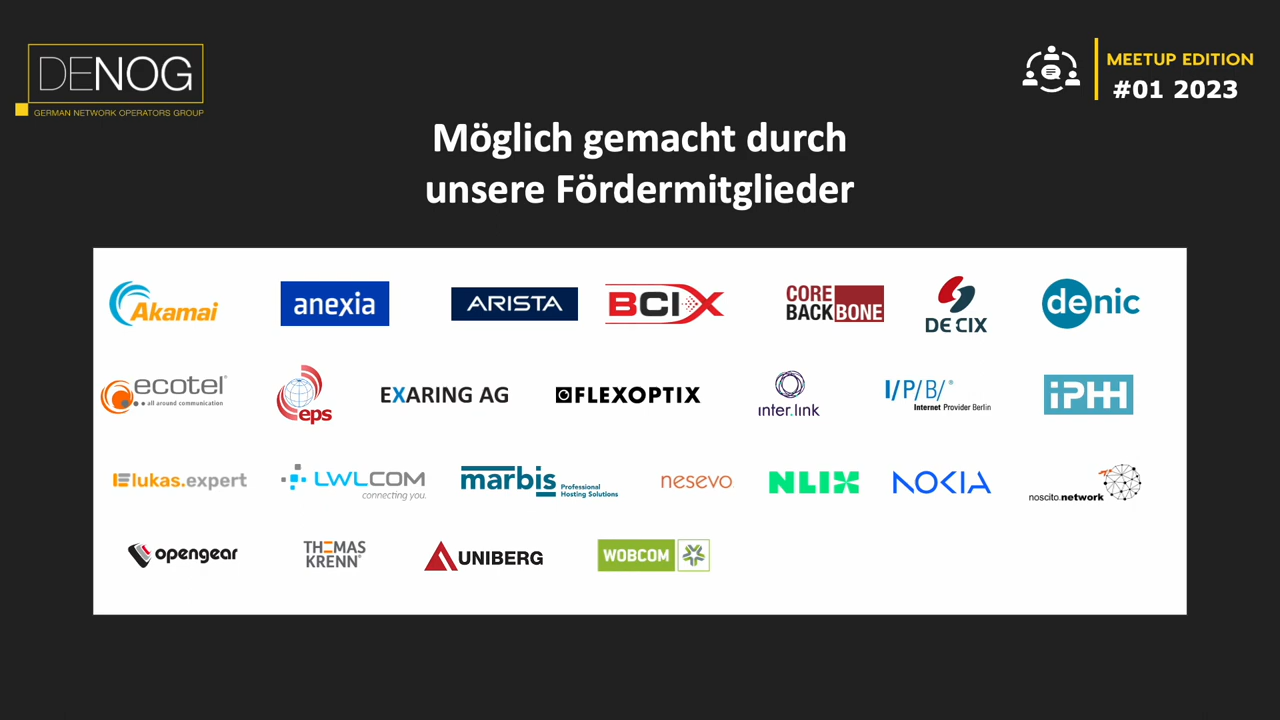 DENOG
GERMAN NETWORK OPERATORS GROUP
MEETUP EDITION
#01 2023
Möglich gemacht durch
unsere Fördermitglieder
Akamai
anexia
ARISTA
BCIX
CORE
BACKBONE
DE CIX
denic
ecotel®
all around communication
eps
EXARING AG
FLEXOPTIX
inter.link
I/P/B/®
Internet Provider Berlin
iPHH
lukas.expert
LWLCOM
connecting you.
marbis
Professional
Hosting Solutions
nesevo
NLIX
NOKIA
noscito.network
opengear
THOMAS
KRENN®
UNIBERG
WOBCOM